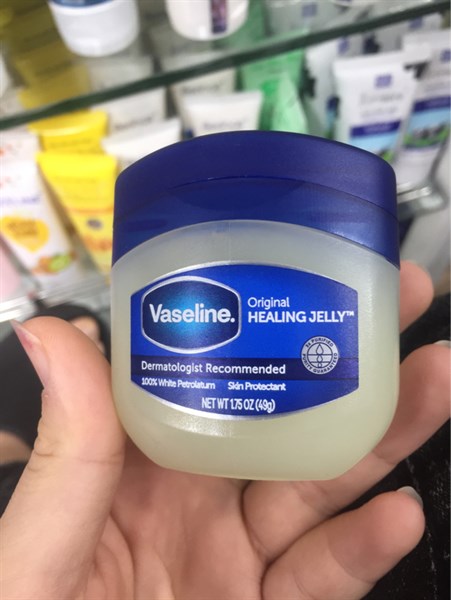 Vaseline.
Original
HEALING JELLY™
Dermatologist Recommended
100% White Petrolatum Skin Protectant
NET WT 1.75 OZ (49g)